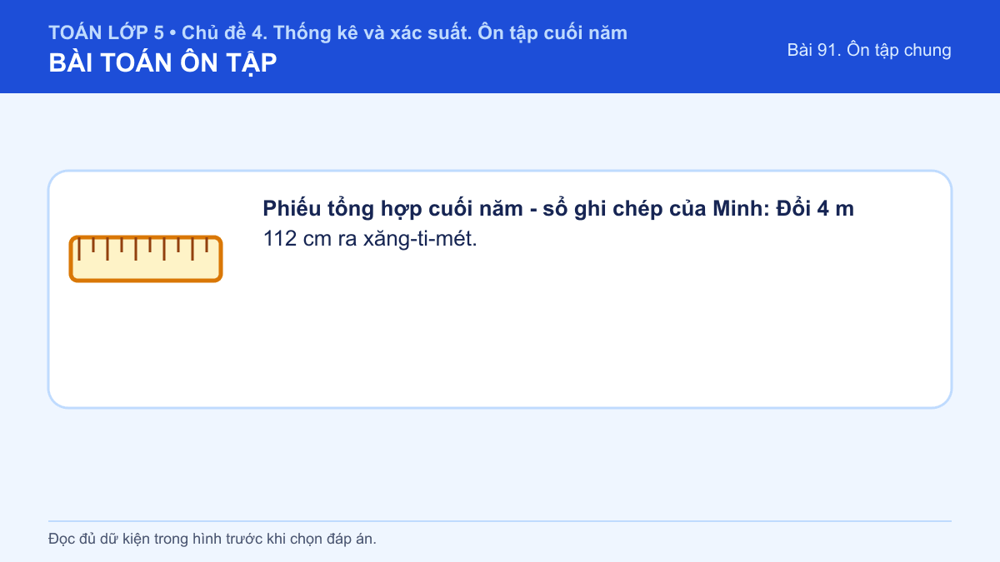 TOÁN LỚP 5 • Chủ đề 4. Thống kê và xác suất. Ôn tập cuối năm
BÀI TOÁN ÔN TẬP
Bài 91. Ôn tập chung
Phiếu tổng hợp cuối năm - sổ ghi chép của Minh: Đổi 4 m
112 cm ra xăng-ti-mét.
Đọc đủ dữ kiện trong hình trước khi chọn đáp án.